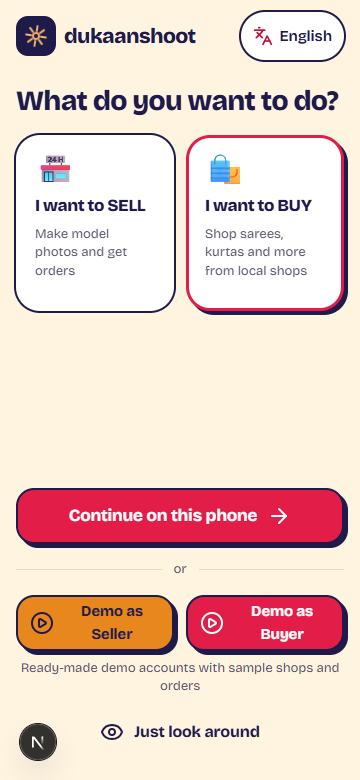 dukaanshoot
English
What do you want to do?
24 H
I want to SELL
Make model
photos and get
orders
I want to BUY
Shop sarees,
kurtas and more
from local shops
Continue on this phone
or
Demo as
Seller
Demo as
Buyer
Ready-made demo accounts with sample shops and
orders
N
Just look around